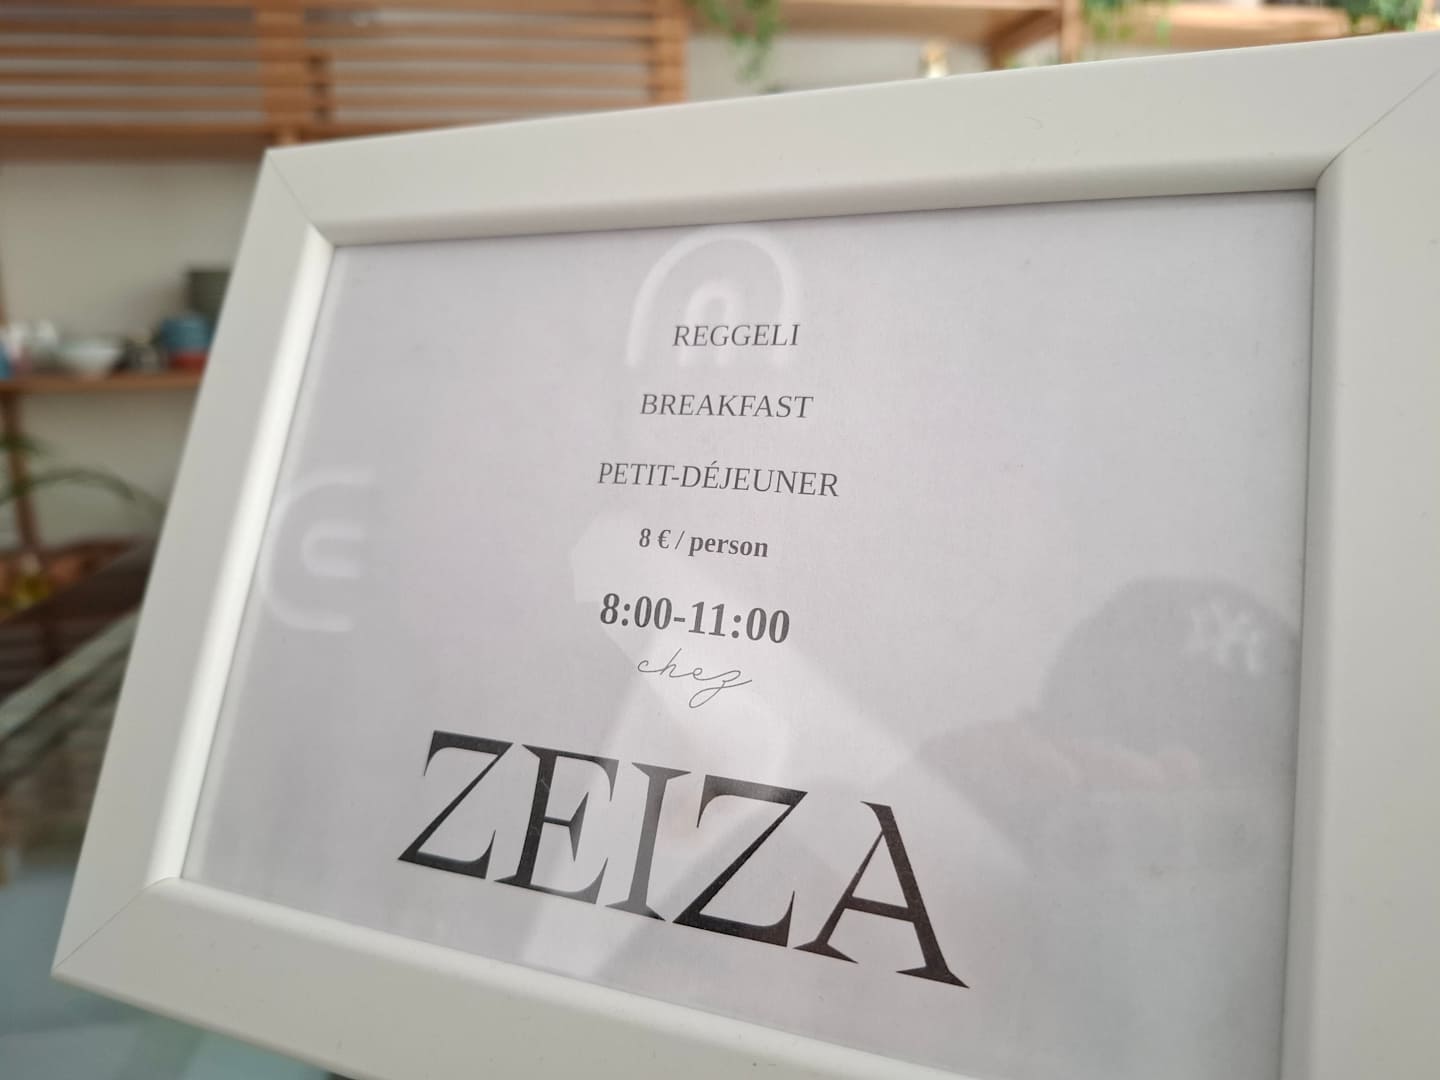 REGGELI
BREAKFAST
PETIT-DÉJEUNER
8 € / person
8:00-11:00
chez
ZEIZA